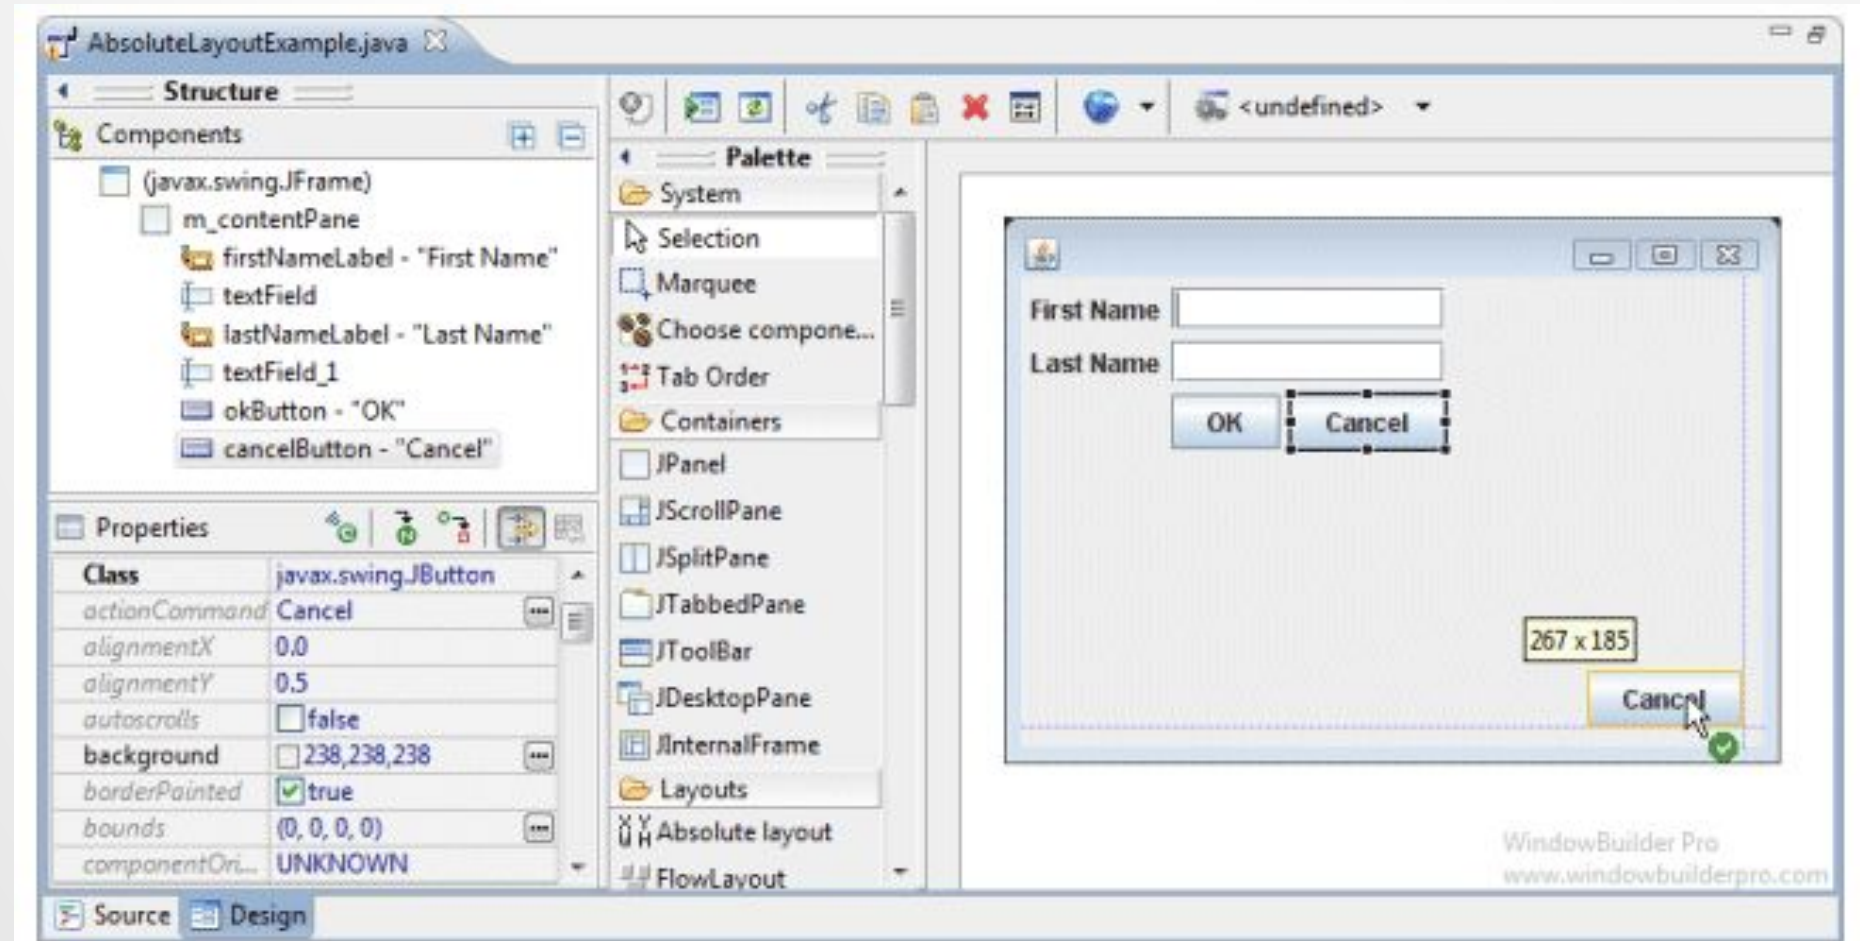 AbsoluteLayoutExample.java
Structure
Components
(javax.swing.JFrame)
m_contentPane
firstNameLabel - "First Name"
textField
lastNameLabel - "Last Name"
textField_1
okButton - "OK"
cancelButton - "Cancel"
Properties
Class javax.swing.JButton
actionCommand Cancel
alignmentX 0.0
alignmentY 0.5
autoscrolls false
background 238,238,238
borderPainted true
bounds (0, 0, 0, 0)
componentOri... UNKNOWN
Source Design
<undefined>
Palette
System
Selection
Marquee
Choose compone...
Tab Order
Containers
JPanel
JScrollPane
JSplitPane
JTabbedPane
JToolBar
JDesktopPane
JInternalFrame
Layouts
Absolute layout
FlowLayout
First Name
Last Name
OK Cancel
267 x 185
Cancel
WindowBuilder Pro
www.windowbuilderpro.com